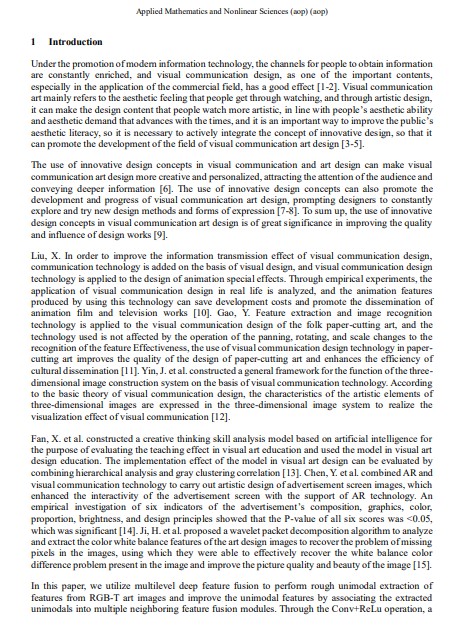 Applied Mathematics and Nonlinear Sciences (aop) (aop)
1 Introduction
Under the promotion of modern information technology, the channels for people to obtain information
are constantly enriched, and visual communication design, as one of the important contents,
especially in the application of the commercial field, has a good effect [1-2]. Visual communication
art mainly refers to the aesthetic feeling that people get through watching, and through artistic design,
it can make the design content that people watch more artistic, in line with people's aesthetic ability
and aesthetic demand that advances with the times, and it is an important way to improve the public's
aesthetic literacy, so it is necessary to actively integrate the concept of innovative design, so that it
can promote the development of the field of visual communication art design [3-5].
The use of innovative design concepts in visual communication and art design can make visual
communication art design more creative and personalized, attracting the attention of the audience and
conveying deeper information [6]. The use of innovative design concepts can also promote the
development and progress of visual communication art design, prompting designers to constantly
explore and try new design methods and forms of expression [7-8]. To sum up, the use of innovative
design concepts in visual communication art design is of great significance in improving the quality
and influence of design works [9].
Liu, X. In order to improve the information transmission effect of visual communication design,
communication technology is added on the basis of visual design, and visual communication design
technology is applied to the design of animation special effects. Through empirical experiments, the
application of visual communication design in real life is analyzed, and the animation features
produced by using this technology can save development costs and promote the dissemination of
animation film and television works [10]. Gao, Y. Feature extraction and image recognition
technology is applied to the visual communication design of the folk paper-cutting art, and the
technology used is not affected by the operation of the panning, rotating, and scale changes to the
recognition of the feature Effectiveness, the use of visual communication design technology in paper-
cutting art improves the quality of the design of paper-cutting art and enhances the efficiency of
cultural dissemination [11]. Yin, J. et al. constructed a general framework for the function of the three-
dimensional image construction system on the basis of visual communication technology. According
to the basic theory of visual communication design, the characteristics of the artistic elements of
three-dimensional images are expressed in the three-dimensional image system to realize the
visualization effect of visual communication [12].
Fan, X. et al. constructed a creative thinking skill analysis model based on artificial intelligence for
the purpose of evaluating the teaching effect in visual art education and used the model in visual art
design education. The implementation effect of the model in visual art design can be evaluated by
combining hierarchical analysis and gray clustering correlation [13]. Chen, Y. et al. combined AR and
visual communication technology to carry out artistic design of advertisement screen images, which
enhanced the interactivity of the advertisement screen with the support of AR technology. An
empirical investigation of six indicators of the advertisement's composition, graphics, color,
proportion, brightness, and design principles showed that the P-value of all six scores was <0.05,
which was significant [14]. Ji, H. et al. proposed a wavelet packet decomposition algorithm to analyze
and extract the color white balance features of the art design images to recover the problem of missing
pixels in the images, using which they were able to effectively recover the white balance color
difference problem present in the image and improve the picture quality and beauty of the image [15].
In this paper, we utilize multilevel deep feature fusion to perform rough unimodal extraction of
features from RGB-T art images and improve the unimodal features by associating the extracted
unimodals into multiple neighboring feature fusion modules. Through the Conv+ReLu operation, a